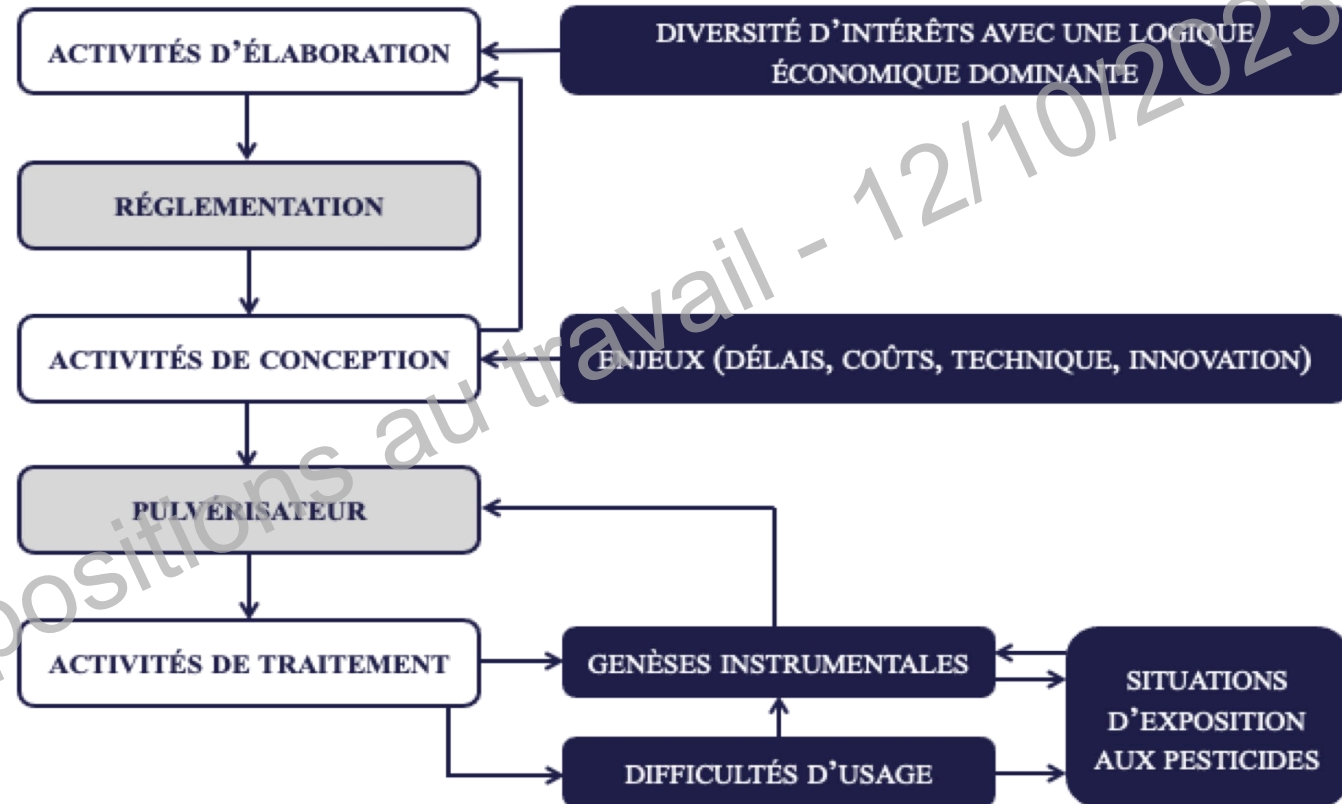 ACTIVITÉS D'ÉLABORATION
DIVERSITÉ D'INTÉRÊTS AVEC UNE LOGIQUE
ÉCONOMIQUE DOMINANTE
RÉGLEMENTATION
ACTIVITÉS DE CONCEPTION
ENJEUX (DÉLAIS, COÛTS, TECHNIQUE, INNOVATION)
PULVÉRISATEUR
ACTIVITÉS DE TRAITEMENT
GENÈSES INSTRUMENTALES
SITUATIONS
D'EXPOSITION
AUX PESTICIDES
DIFFICULTÉS D'USAGE
positions au travail - 12/10/2023